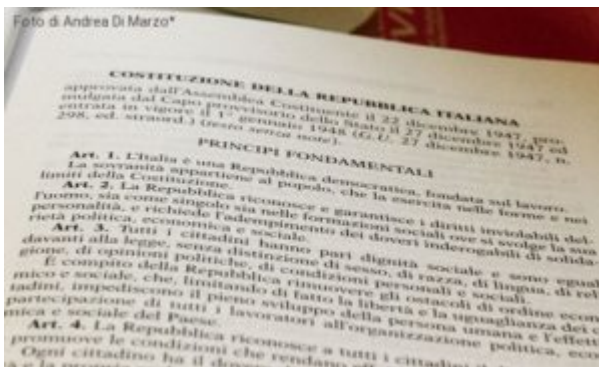 Foto di Andrea Di Marzo*
COSTITUZIONE DELLA REPUBBLICA ITALIANA
approvata dall'Assemblea Costituente il 22 dicembre 1947, pro-
mulgata dal Capo provvisorio dello Stato il 27 dicembre 1947 ed
entrata in vigore il 1° gennaio 1948 (G.U. 27 dicembre 1947, n.
298, ed. straord.) (testo senza note).
PRINCIPI FONDAMENTALI
Art. 1. L'Italia è una Repubblica democratica, fondata sul lavoro.
La sovranità appartiene al popolo, che la esercita nelle forme e nei
limiti della Costituzione.
Art. 2. La Repubblica riconosce e garantisce i diritti inviolabili del-
l'uomo, sia come singolo sia nelle formazioni sociali ove si svolge la sua
personalità, e richiede l'adempimento dei doveri inderogabili di solida-
rietà politica, economica e sociale.
Art. 3. Tutti i cittadini hanno pari dignità sociale e sono egual
davanti alla legge, senza distinzione di sesso, di razza, di lingua, di rel
gione, di opinioni politiche, di condizioni personali e sociali.
È compito della Repubblica rimuovere gli ostacoli di ordine econ
mico e sociale, che, limitando di fatto la libertà e la uguaglianza dei c
tadini, impediscono il pieno sviluppo della persona umana e l'effett
partecipazione di tutti i lavoratori all'organizzazione politica, eco
mica e sociale del Paese.
Art. 4. La Repubblica riconosce a tutti i cittadini
promuove le condizioni che rendano
Ogni cittadino ha il dovere